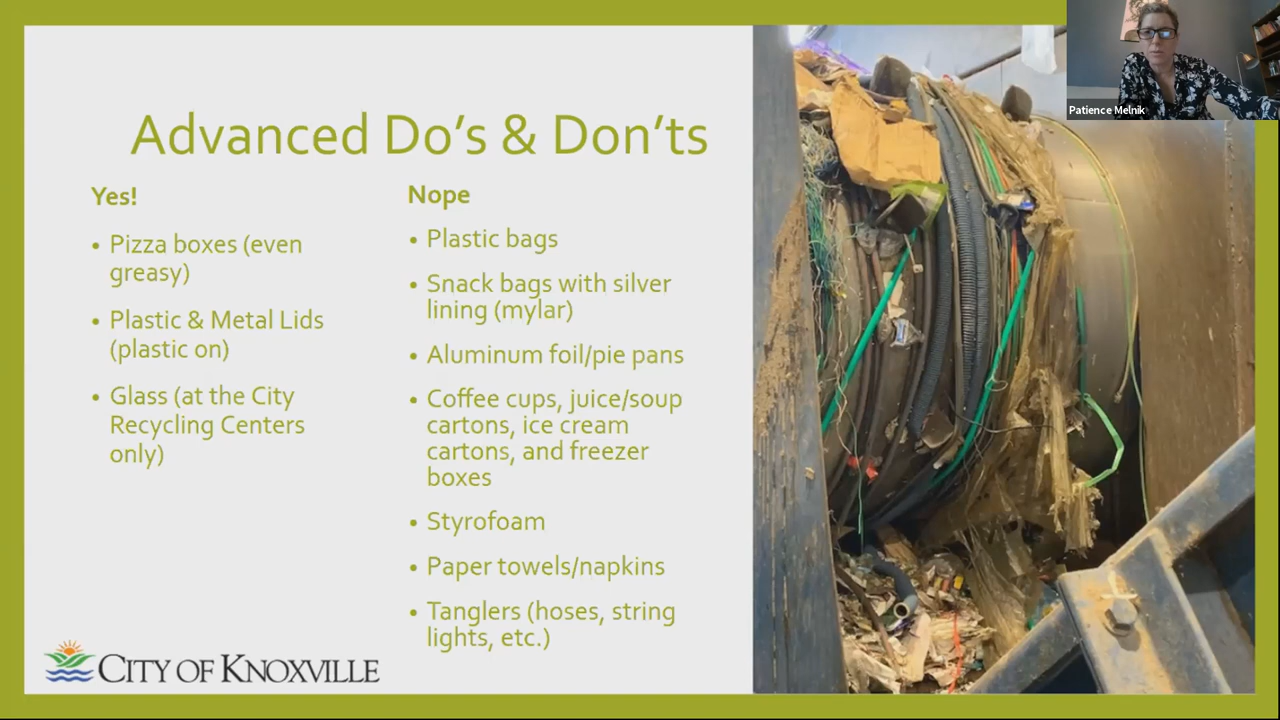 Patience Melnik
Advanced Do's & Don'ts
Yes!
• Pizza boxes (even
greasy)
• Plastic & Metal Lids
(plastic on)
• Glass (at the City
Recycling Centers
only)
Nope
• Plastic bags
• Snack bags with silver
lining (mylar)
• Aluminum foil/pie pans
• Coffee cups, juice/soup
cartons, ice cream
cartons, and freezer
boxes
• Styrofoam
• Paper towels/napkins
• Tanglers (hoses, string
lights, etc.)
CITY OF KNOXVILLE